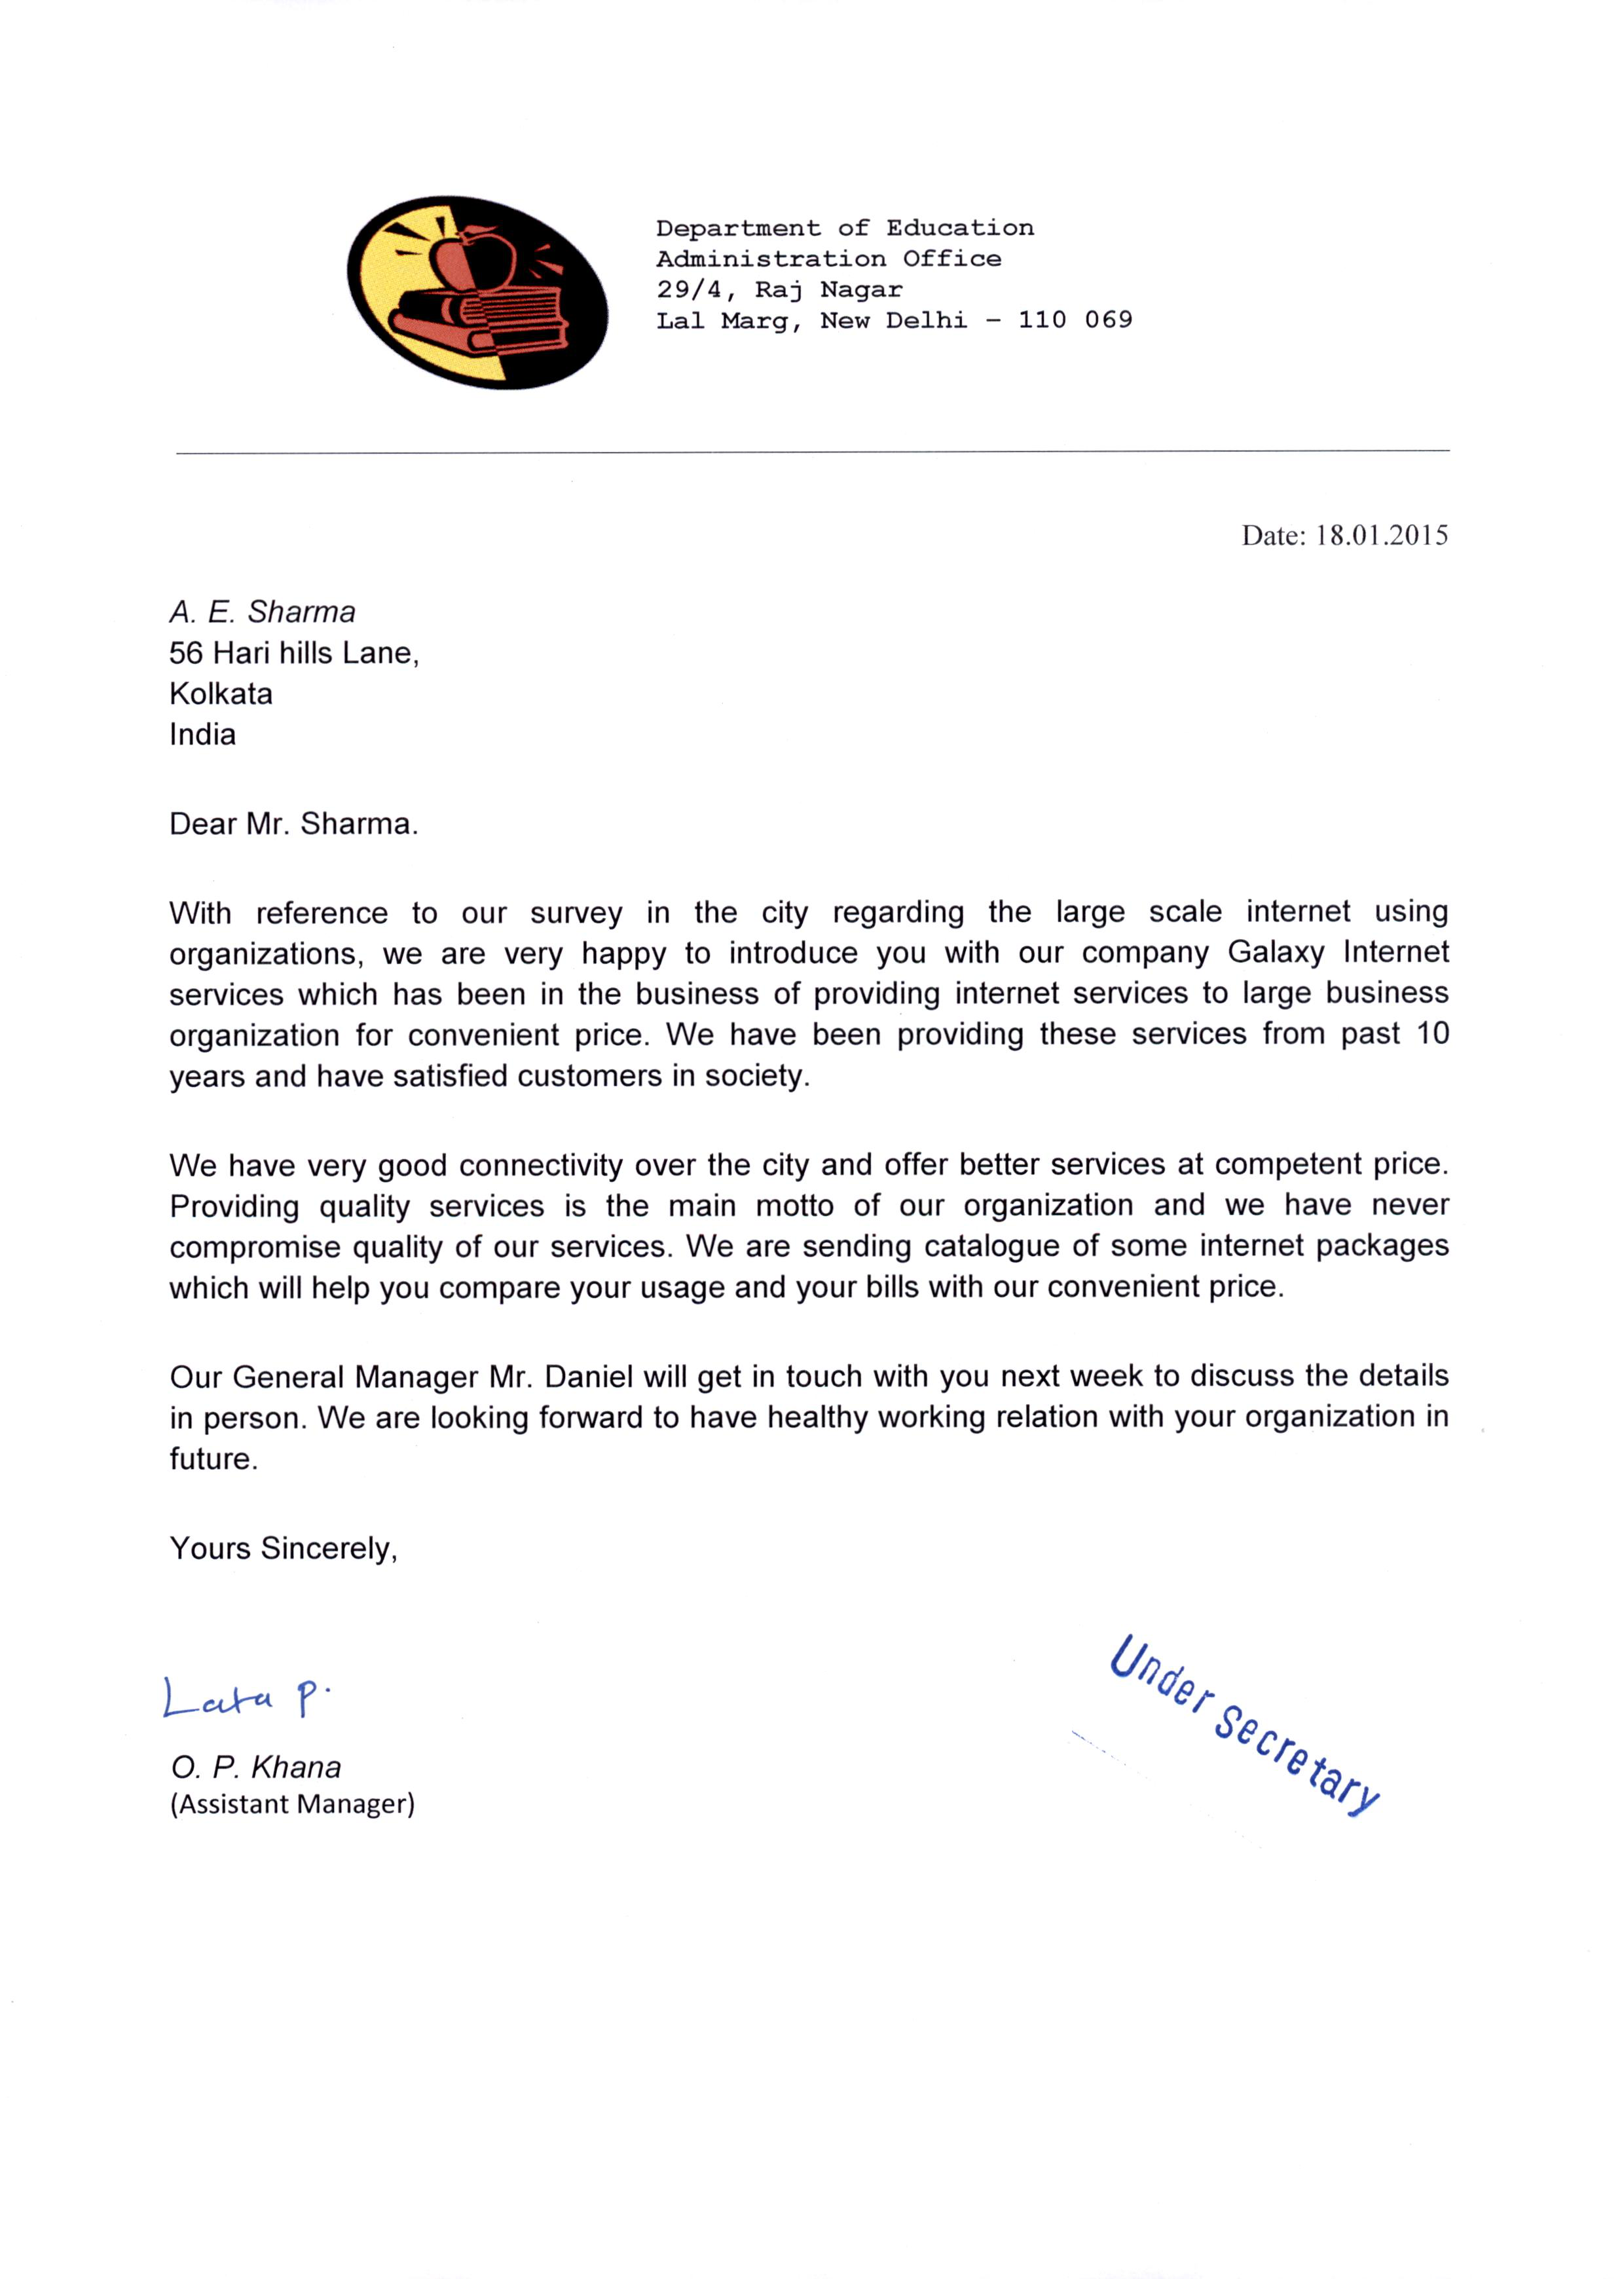 Department of Education
Administration Office
29/4, Raj Nagar
Lal Marg, New Delhi – 110 069
Date: 18.01.2015
A. E. Sharma
56 Hari hills Lane,
Kolkata
India
Dear Mr. Sharma.
With reference to our survey in the city regarding the large scale internet using
organizations, we are very happy to introduce you with our company Galaxy Internet
services which has been in the business of providing internet services to large business
organization for convenient price. We have been providing these services from past 10
years and have satisfied customers in society.
We have very good connectivity over the city and offer better services at competent price.
Providing quality services is the main motto of our organization and we have never
compromise quality of our services. We are sending catalogue of some internet packages
which will help you compare your usage and your bills with our convenient price.
Our General Manager Mr. Daniel will get in touch with you next week to discuss the details
in person. We are looking forward to have healthy working relation with your organization in
future.
Yours Sincerely,
Lata P.
O. P. Khana
(Assistant Manager)
Under secretary